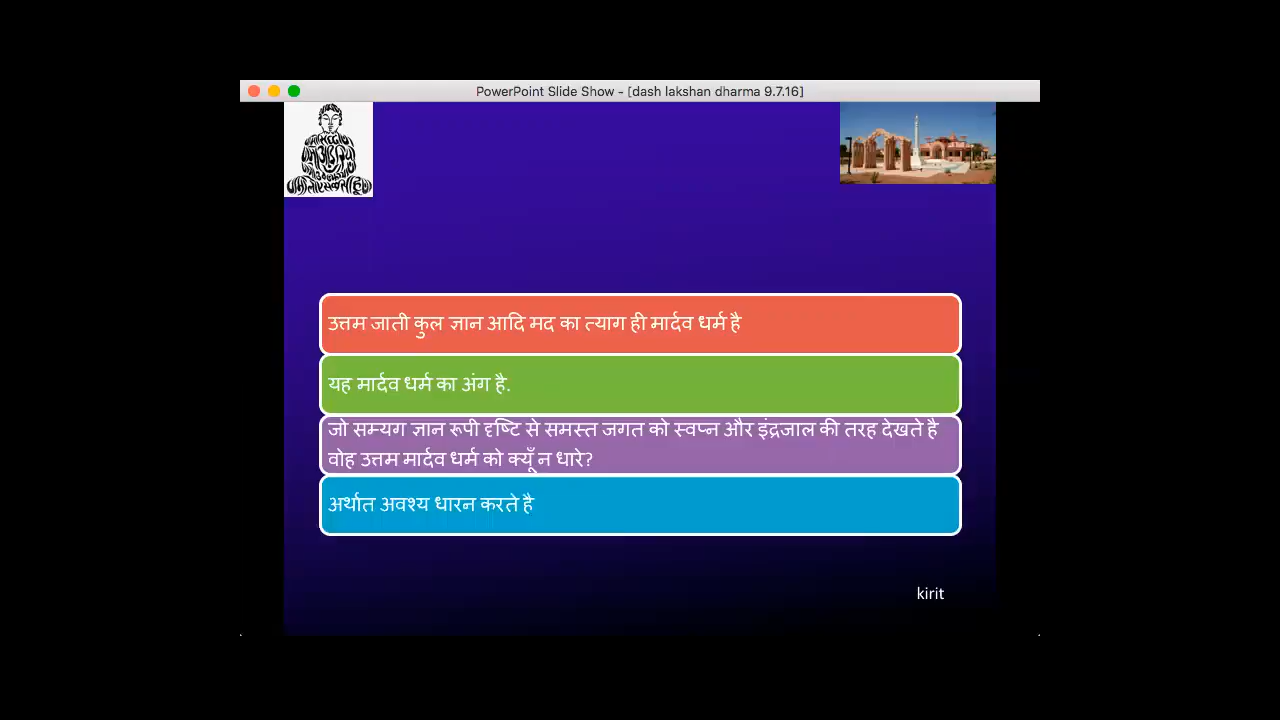 PowerPoint Slide Show - [dash lakshan dharma 9.7.16]
उत्तम जाती कुल ज्ञान आदि मद का त्याग ही मार्दव धर्म है
यह मार्दव धर्म का अंग है.
जो सम्यग ज्ञान रूपी दृष्टि से समस्त जगत को स्वप्न और इंद्रजाल की तरह देखते है
वोह उत्तम मार्दव धर्म को क्यूँ न धारे?
अर्थात अवश्य धारन करते है
kirit